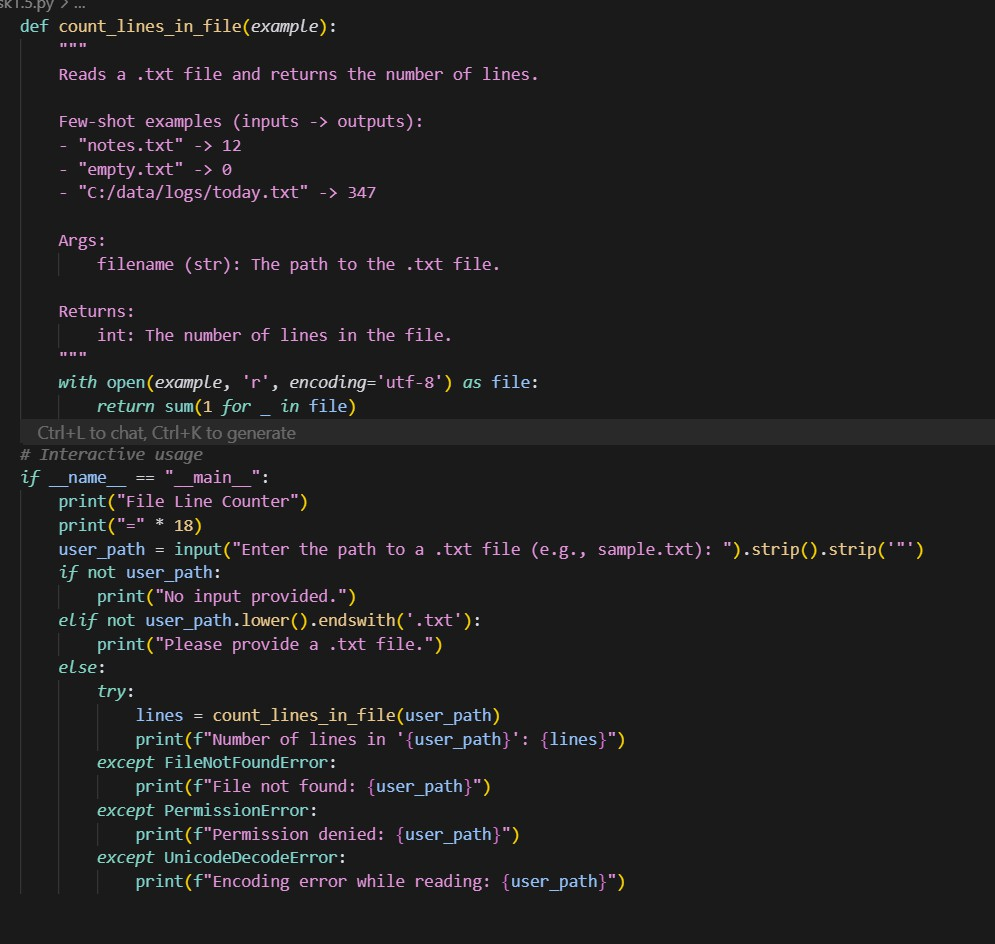 sk1.5.py > ...
def count_lines_in_file(example):
    """
    Reads a .txt file and returns the number of lines.

    Few-shot examples (inputs -> outputs):
    - "notes.txt" -> 12
    - "empty.txt" -> 0
    - "C:/data/logs/today.txt" -> 347

    Args:
        filename (str): The path to the .txt file.

    Returns:
        int: The number of lines in the file.
    """
    with open(example, 'r', encoding='utf-8') as file:
        return sum(1 for _ in file)
Ctrl+L to chat, Ctrl+K to generate
# Interactive usage
if __name__ == "__main__":
    print("File Line Counter")
    print("=" * 18)
    user_path = input("Enter the path to a .txt file (e.g., sample.txt): ").strip().strip('"')
    if not user_path:
        print("No input provided.")
    elif not user_path.lower().endswith('.txt'):
        print("Please provide a .txt file.")
    else:
        try:
            lines = count_lines_in_file(user_path)
            print(f"Number of lines in '{user_path}': {lines}")
        except FileNotFoundError:
            print(f"File not found: {user_path}")
        except PermissionError:
            print(f"Permission denied: {user_path}")
        except UnicodeDecodeError:
            print(f"Encoding error while reading: {user_path}")